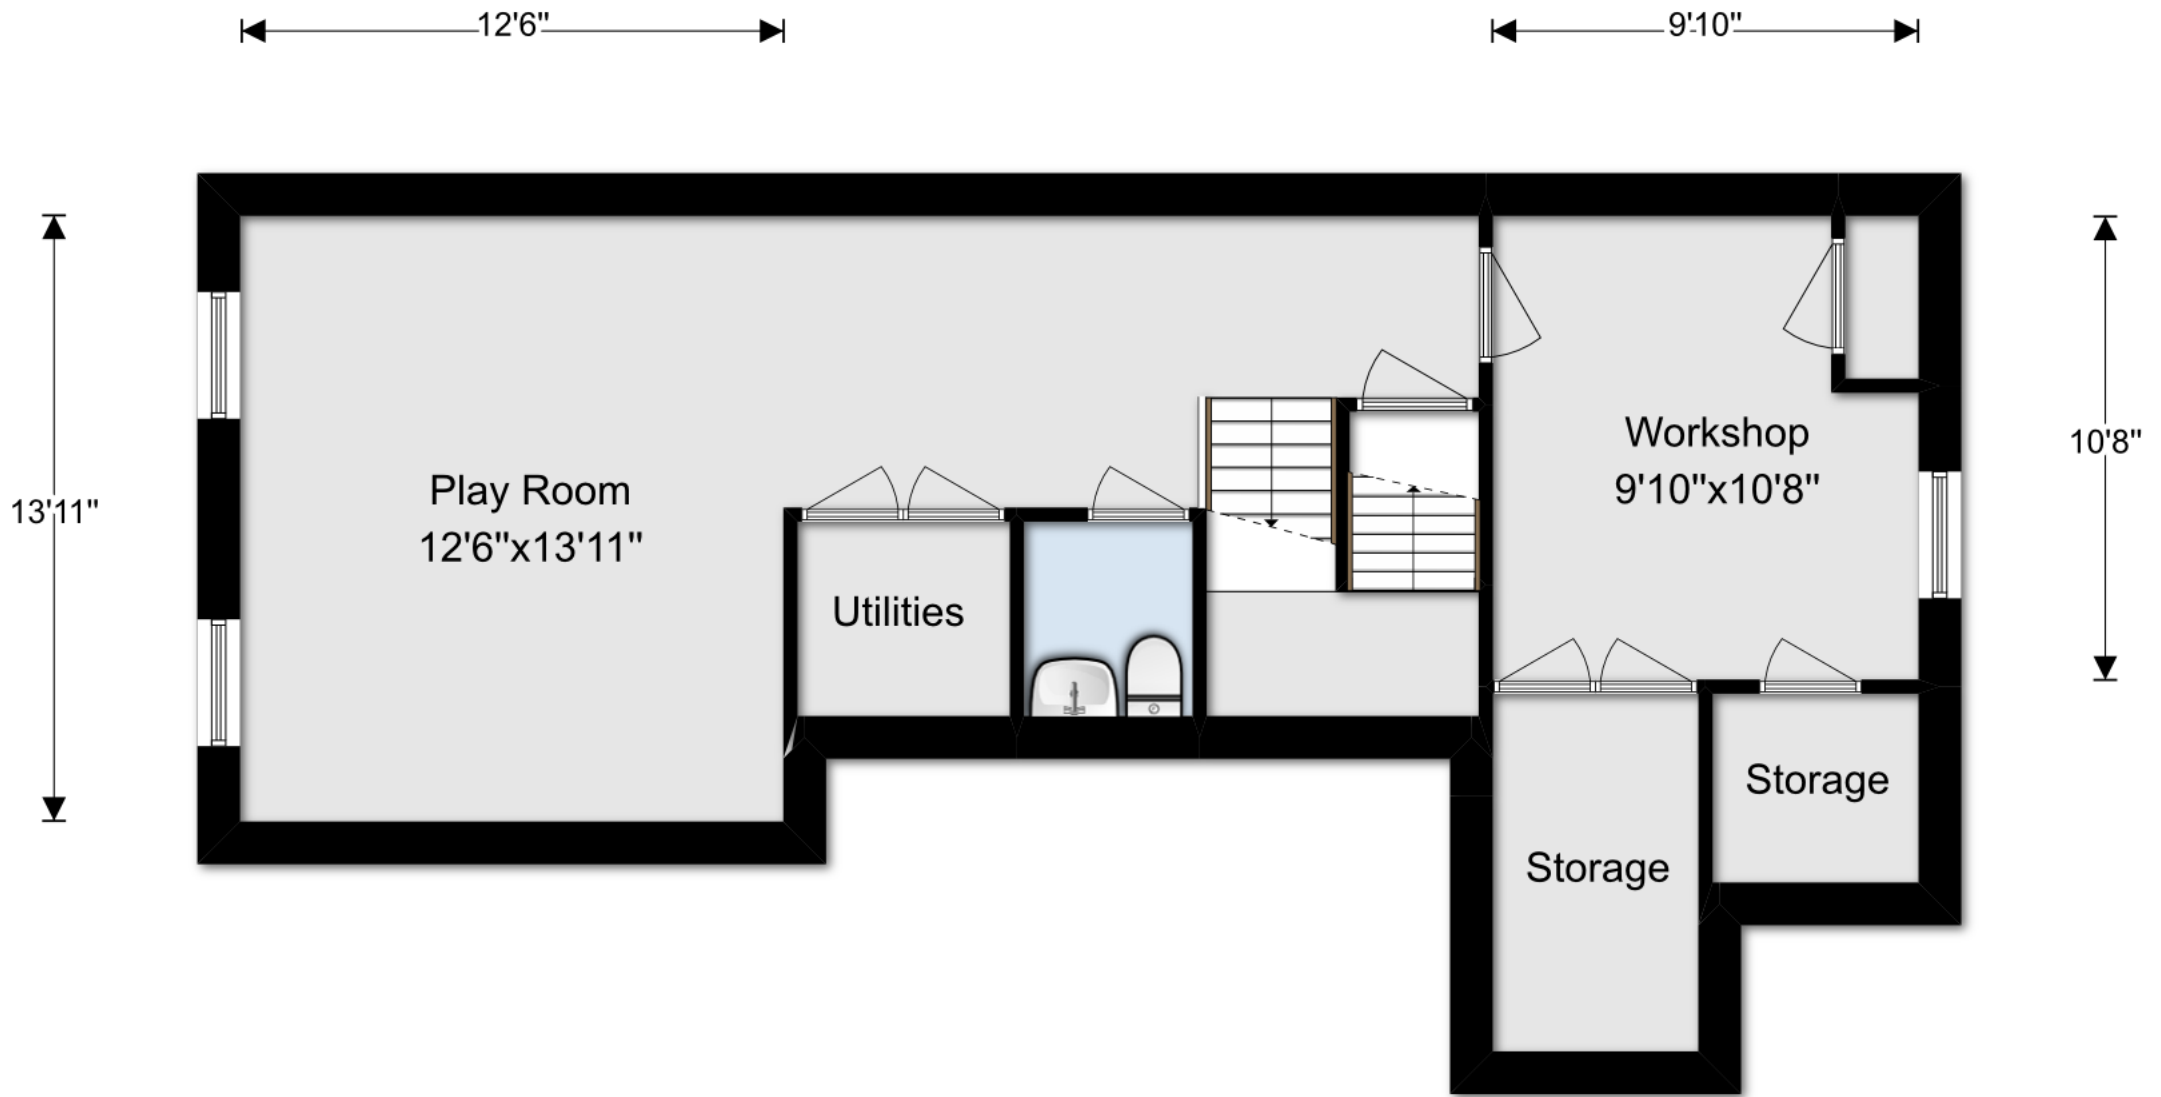 12'6"
9'10"
13'11"
Play Room
12'6"x13'11"
Utilities
Workshop
9'10"x10'8"
10'8"
Storage
Storage